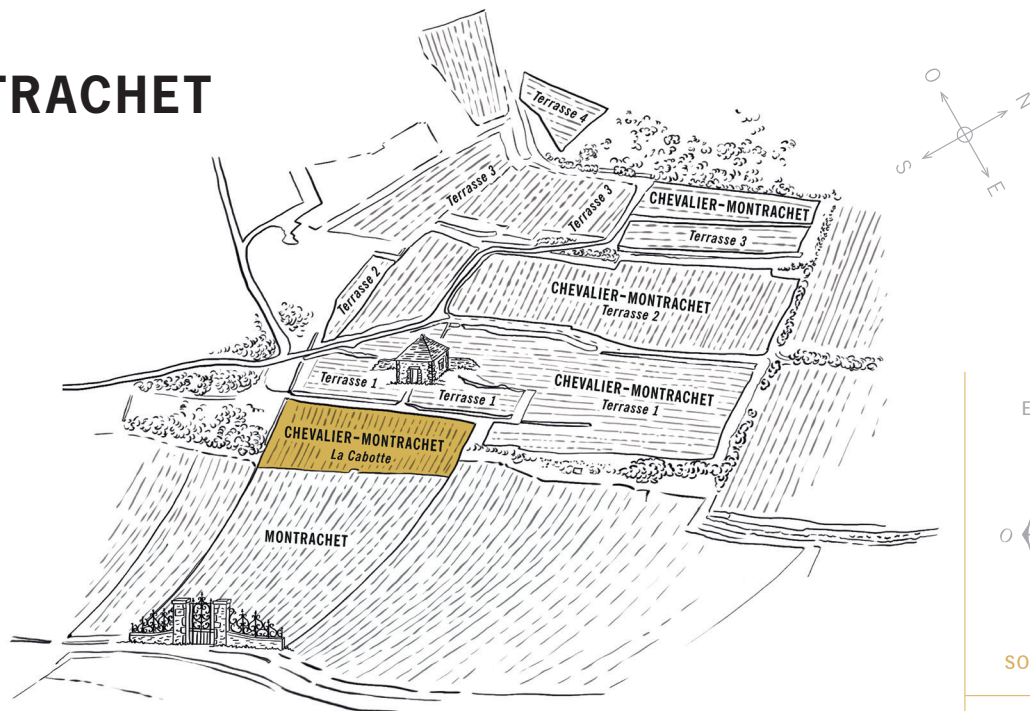 TRACHET
Terrasse 4
O
N
S
E
Terrasse 3
Terrasse 3
CHEVALIER-MONTRACHET
Terrasse 3
Terrasse 2
CHEVALIER-MONTRACHET
Terrasse 2
Terrasse 1
Terrasse 1
CHEVALIER-MONTRACHET
Terrasse 1
CHEVALIER-MONTRACHET
La Cabotte
MONTRACHET
E
O
SO